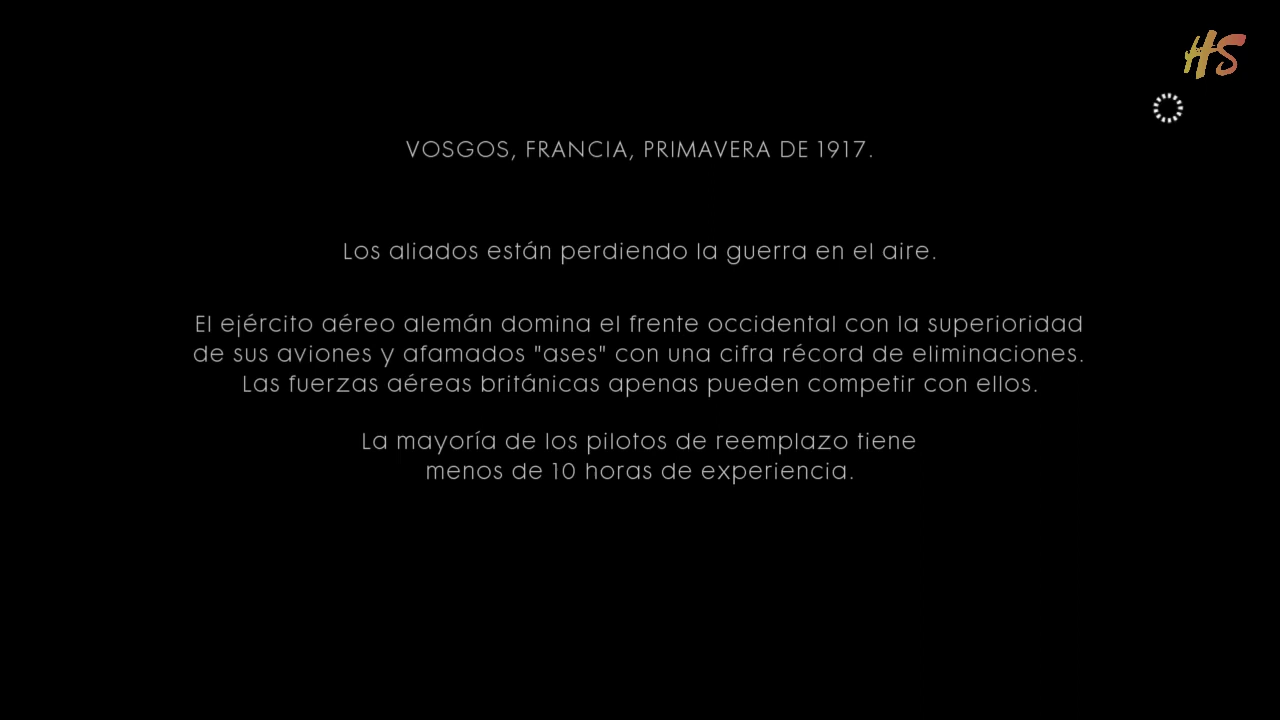 HS
VOSGOS, FRANCIA, PRIMAVERA DE 1917.
Los aliados están perdiendo la guerra en el aire.
El ejército aéreo alemán domina el frente occidental con la superioridad
de sus aviones y afamados "ases" con una cifra récord de eliminaciones.
Las fuerzas aéreas británicas apenas pueden competir con ellos.
La mayoría de los pilotos de reemplazo tiene
menos de 10 horas de experiencia.